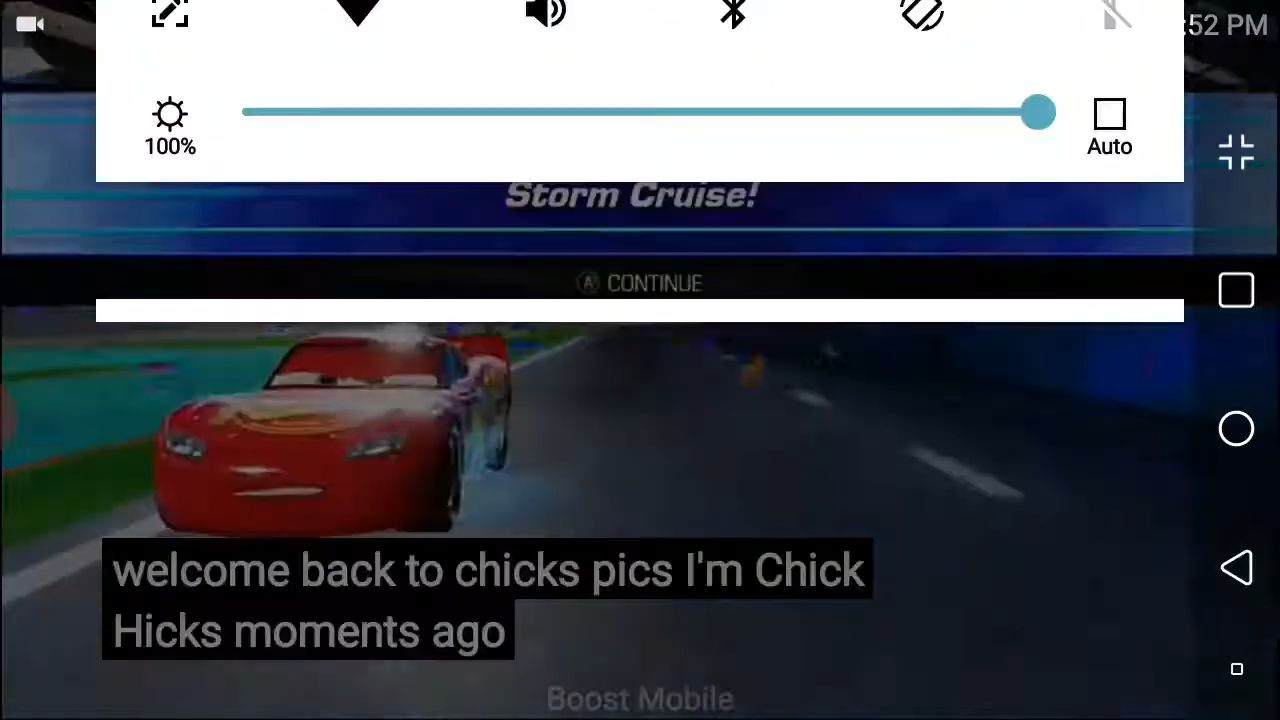 :52 PM
100%
Auto
Storm Cruise!
A CONTINUE
welcome back to chicks pics I'm Chick
Hicks moments ago
Boost Mobile